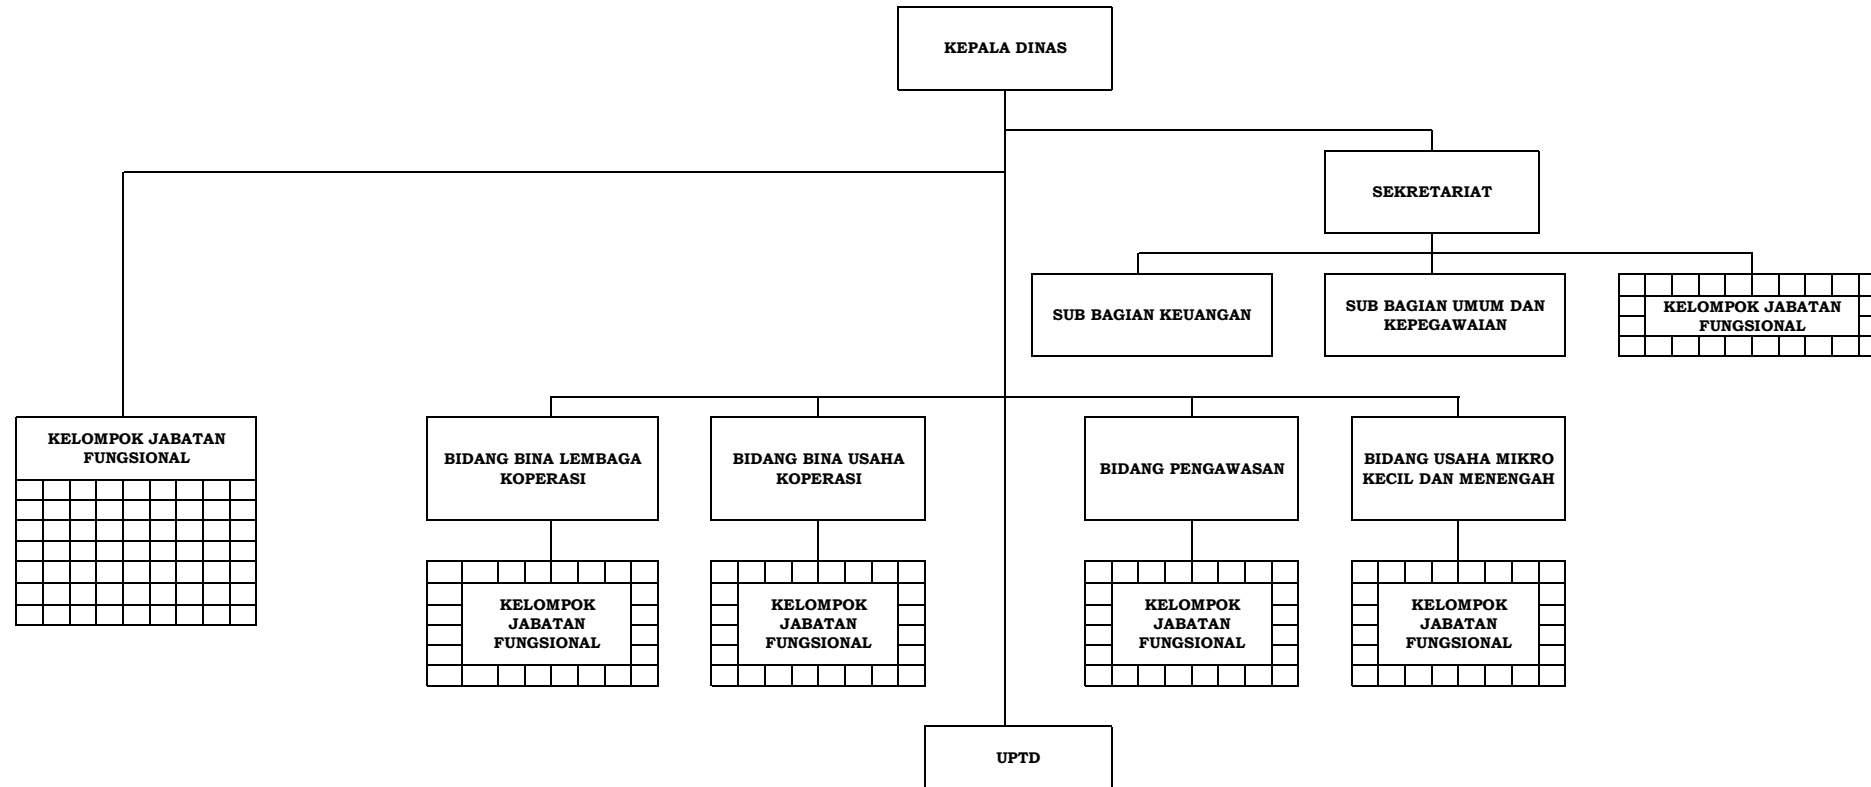 KEPALA DINAS
SEKRETARIAT
SUB BAGIAN KEUANGAN
SUB BAGIAN UMUM DAN
KEPEGAWAIAN
KELOMPOK JABATAN
FUNGSIONAL
KELOMPOK JABATAN
FUNGSIONAL
BIDANG BINA LEMBAGA
KOPERASI
BIDANG BINA USAHA
KOPERASI
BIDANG PENGAWASAN
BIDANG USAHA MIKRO
KECIL DAN MENENGAH
KELOMPOK
JABATAN
FUNGSIONAL
KELOMPOK
JABATAN
FUNGSIONAL
KELOMPOK
JABATAN
FUNGSIONAL
KELOMPOK
JABATAN
FUNGSIONAL
UPTD